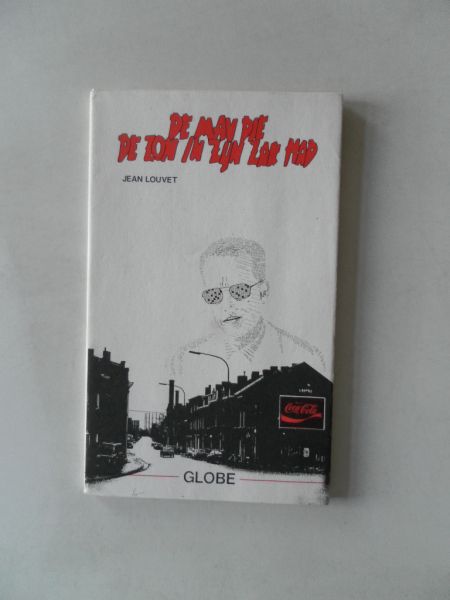 DE MAN DIE
DE ZON IN ZIJN ZAK HAD
JEAN LOUVET
Coca-Cola
GLOBE